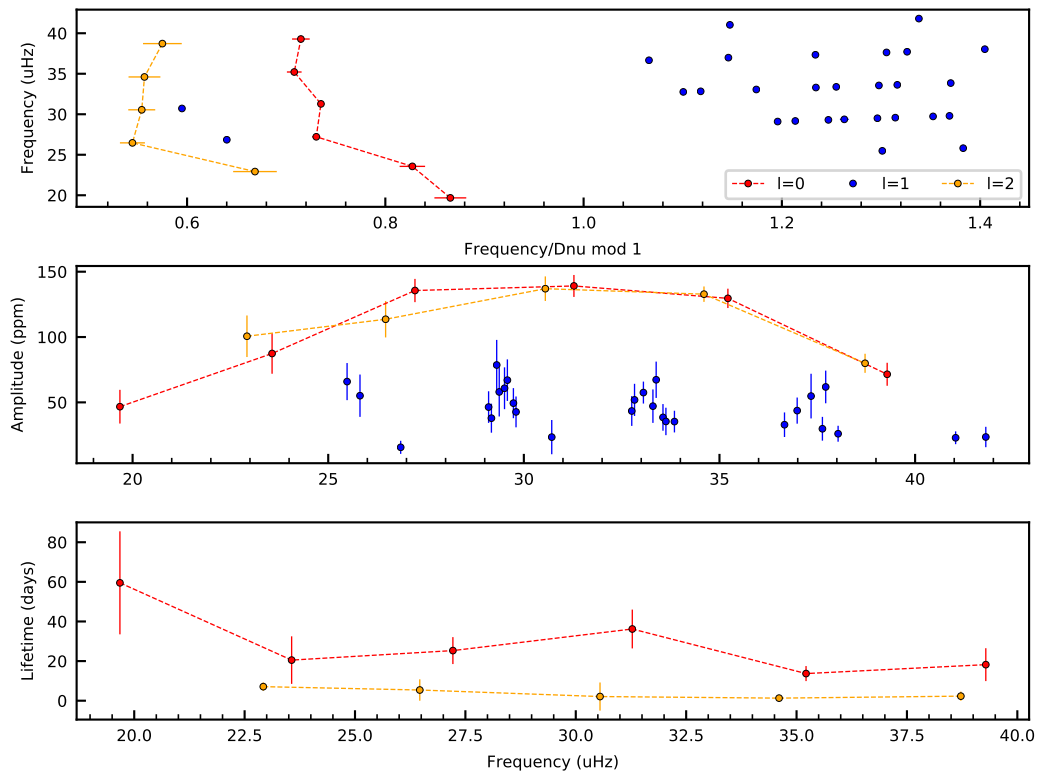 Frequency (uHz)
40
35
30
25
20
l=0 l=1 l=2
0.6 0.8 1.0 1.2 1.4
Frequency/Dnu mod 1
Amplitude (ppm)
150
100
50
20 25 30 35 40
Lifetime (days)
80
60
40
20
0
20.0 22.5 25.0 27.5 30.0 32.5 35.0 37.5 40.0
Frequency (uHz)